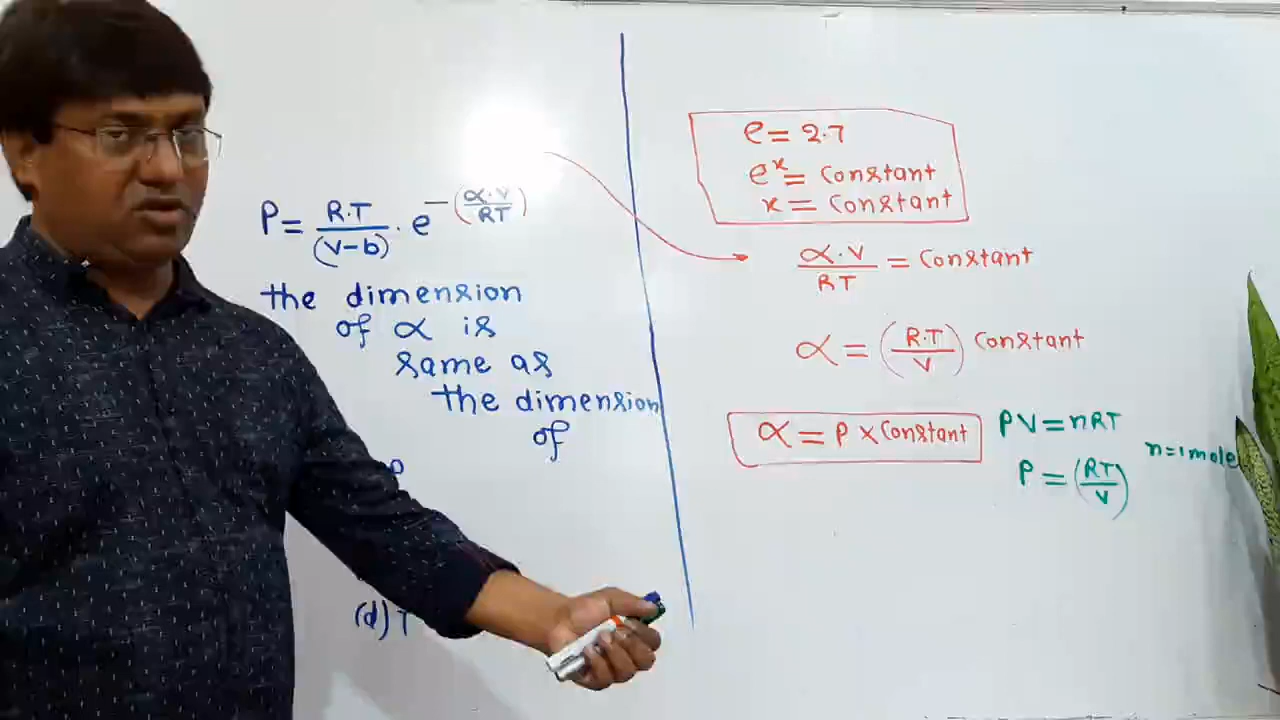 P = R.T/(V-b) . e^-(α.V/RT)
the dimension
of α is
same as
the dimension
of
P
(d) T
e = 2.7
e^x = Constant
x = Constant
α.V/RT = Constant
α = (R.T/V) Constant
α = P x Constant
PV = nRT
n = 1 mole
P = (RT/V)